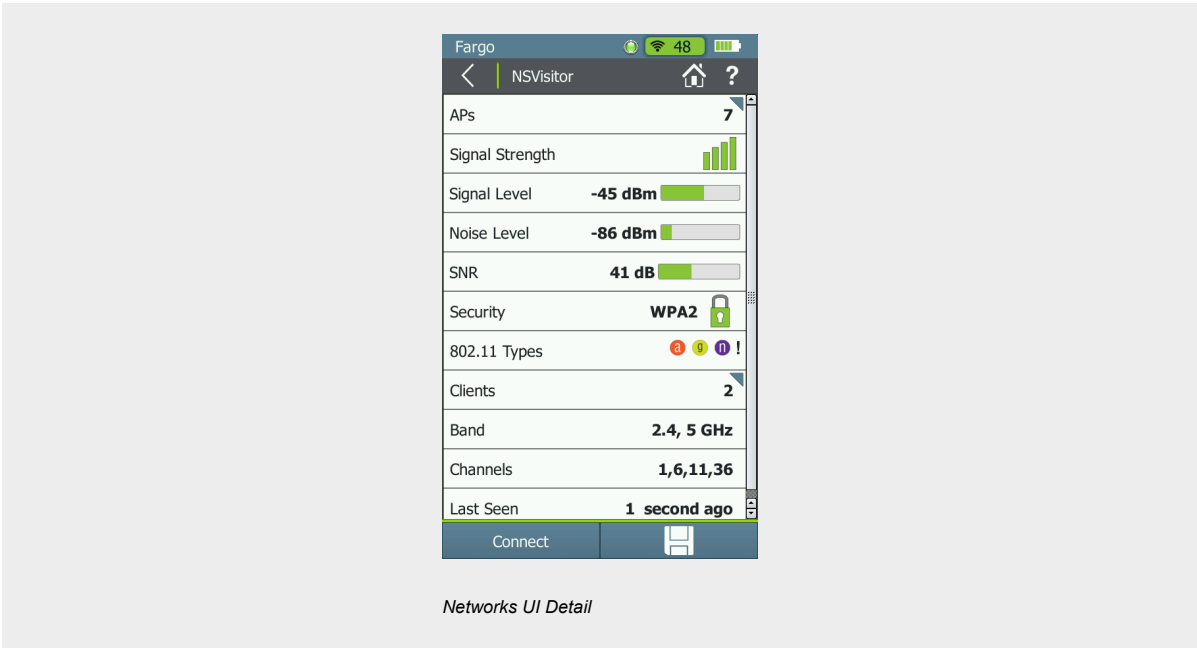 Fargo 48
NSVisitor ?
APs 7
Signal Strength
Signal Level -45 dBm
Noise Level -86 dBm
SNR 41 dB
Security WPA2
802.11 Types a g n !
Clients 2
Band 2.4, 5 GHz
Channels 1,6,11,36
Last Seen 1 second ago
Connect
Networks UI Detail